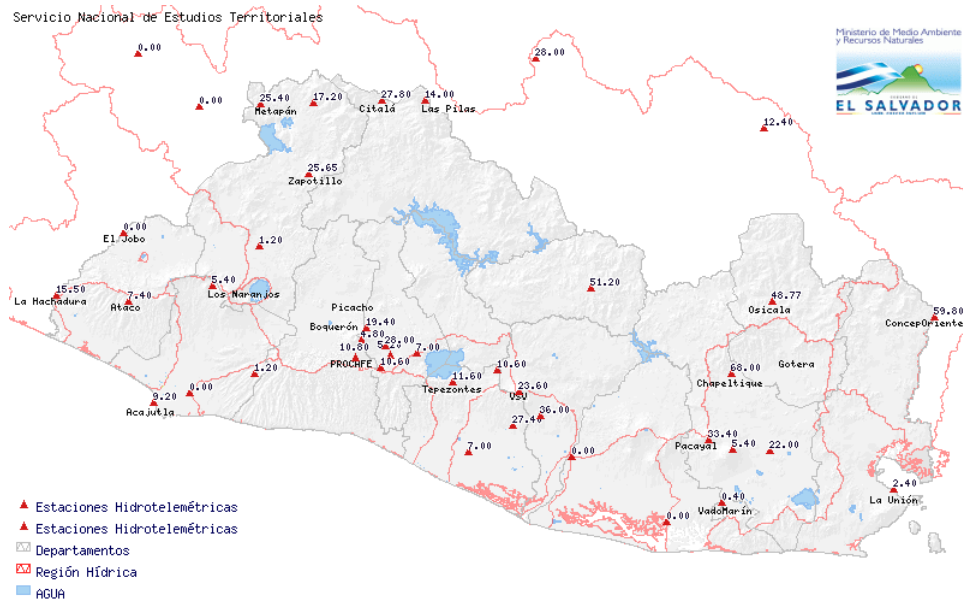 Servicio Nacional de Estudios Territoriales
Ministerio de Medio Ambiente
y Recursos Naturales
EL SALVADOR
0.00
28.00
0.00
25.40
Metapán
17.20
27.80
Citalá
14.00
Las Pilas
12.40
25.65
Zapotillo
0.00
El Jobo
1.20
5.40
Los Naranjos
15.50
La Hachadura
7.40
Ataco
51.20
48.77
Osicala
59.80
ConcepOriente
Picacho
Boquerón
19.40
4.80
28.00
10.80
7.00
PROCAFE
10.60
11.60
Tepezontes
10.60
23.60
VSV
68.00
Chapeltique
Gotera
1.20
0.00
9.20
Acajutla
36.00
27.40
7.00
0.00
33.40
Pacayal
5.40
22.00
2.40
La Unión
0.40
VadoMarín
0.00
Estaciones Hidrotelemétricas
Estaciones Hidrotelemétricas
Departamentos
Región Hídrica
AGUA